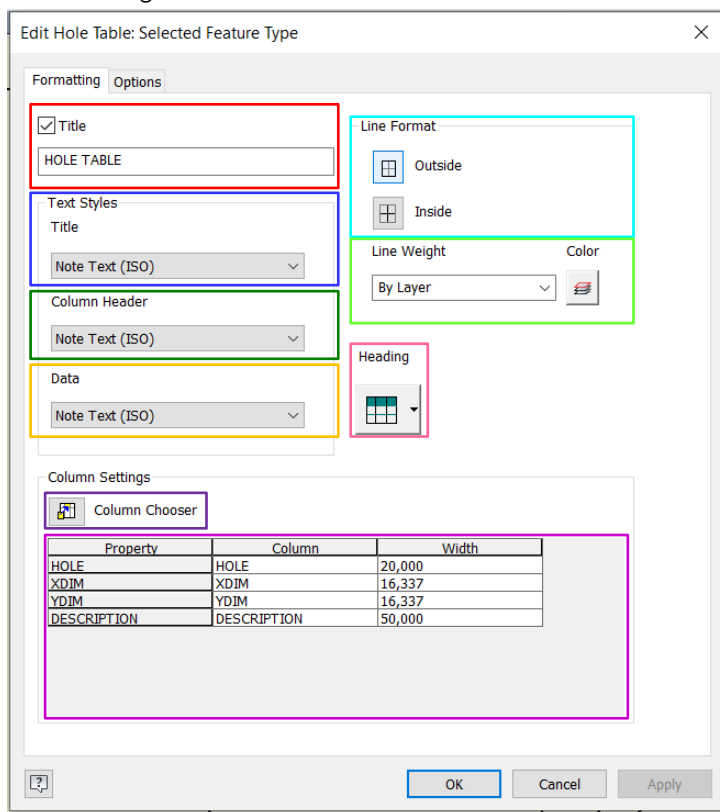 Edit Hole Table: Selected Feature Type
Formatting Options
Title
HOLE TABLE
Text Styles
Title
Note Text (ISO)
Column Header
Note Text (ISO)
Data
Note Text (ISO)
Line Format
Outside
Inside
Line Weight Color
By Layer
Heading
Column Settings
Column Chooser
Property Column Width
HOLE HOLE 20,000
XDIM XDIM 16,337
YDIM YDIM 16,337
DESCRIPTION DESCRIPTION 50,000
? OK Cancel Apply